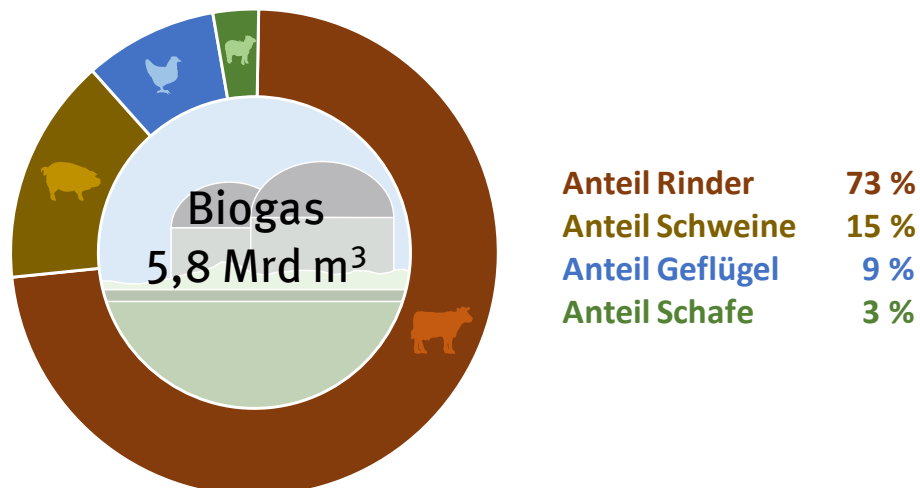 Biogas
5,8 Mrd m³
Anteil Rinder 73 %
Anteil Schweine 15 %
Anteil Geflügel 9 %
Anteil Schafe 3 %